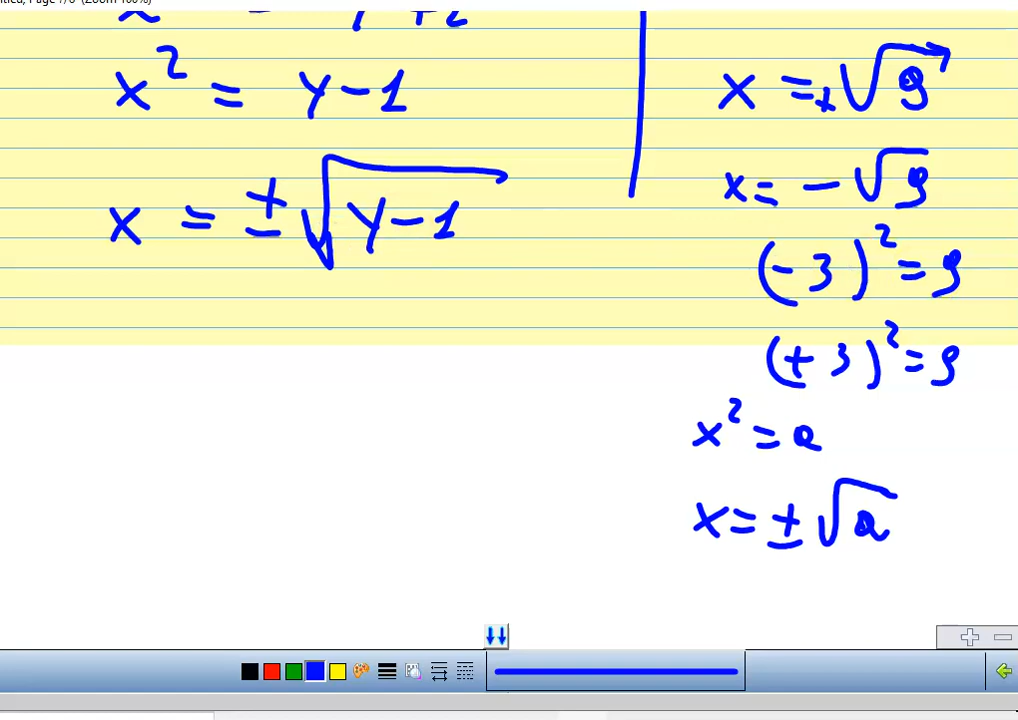 x² = y - 1
x = ± √(y - 1)
x = + √9
x = - √9
(- 3)² = 9
(+ 3)² = 9
x² = a
x = ± √a